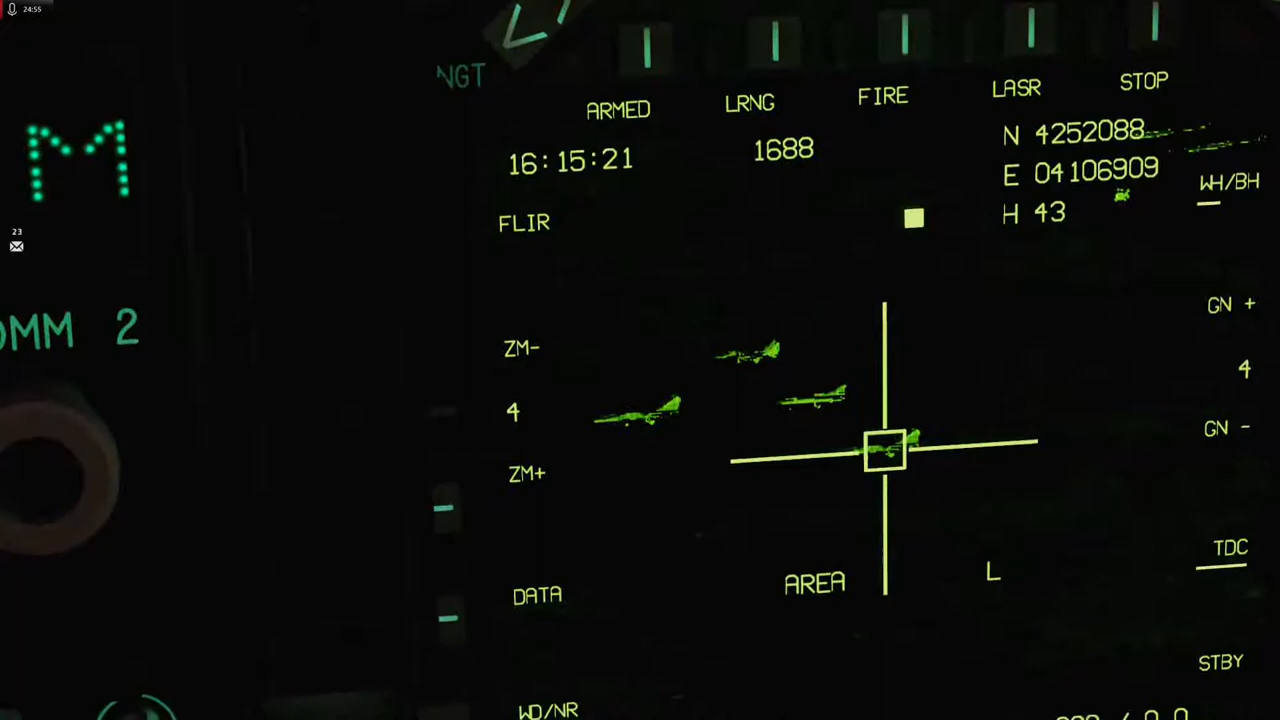 24:55
NGT
ARMED LRNG FIRE LASR STOP
16:15:21 1688 N 4252088
E 04106909
H 43
WH/BH
M
FLIR
23
GN +
OMM 2
ZM-
4
4
GN -
ZM+
TDC
DATA AREA L
STBY
WD/NR